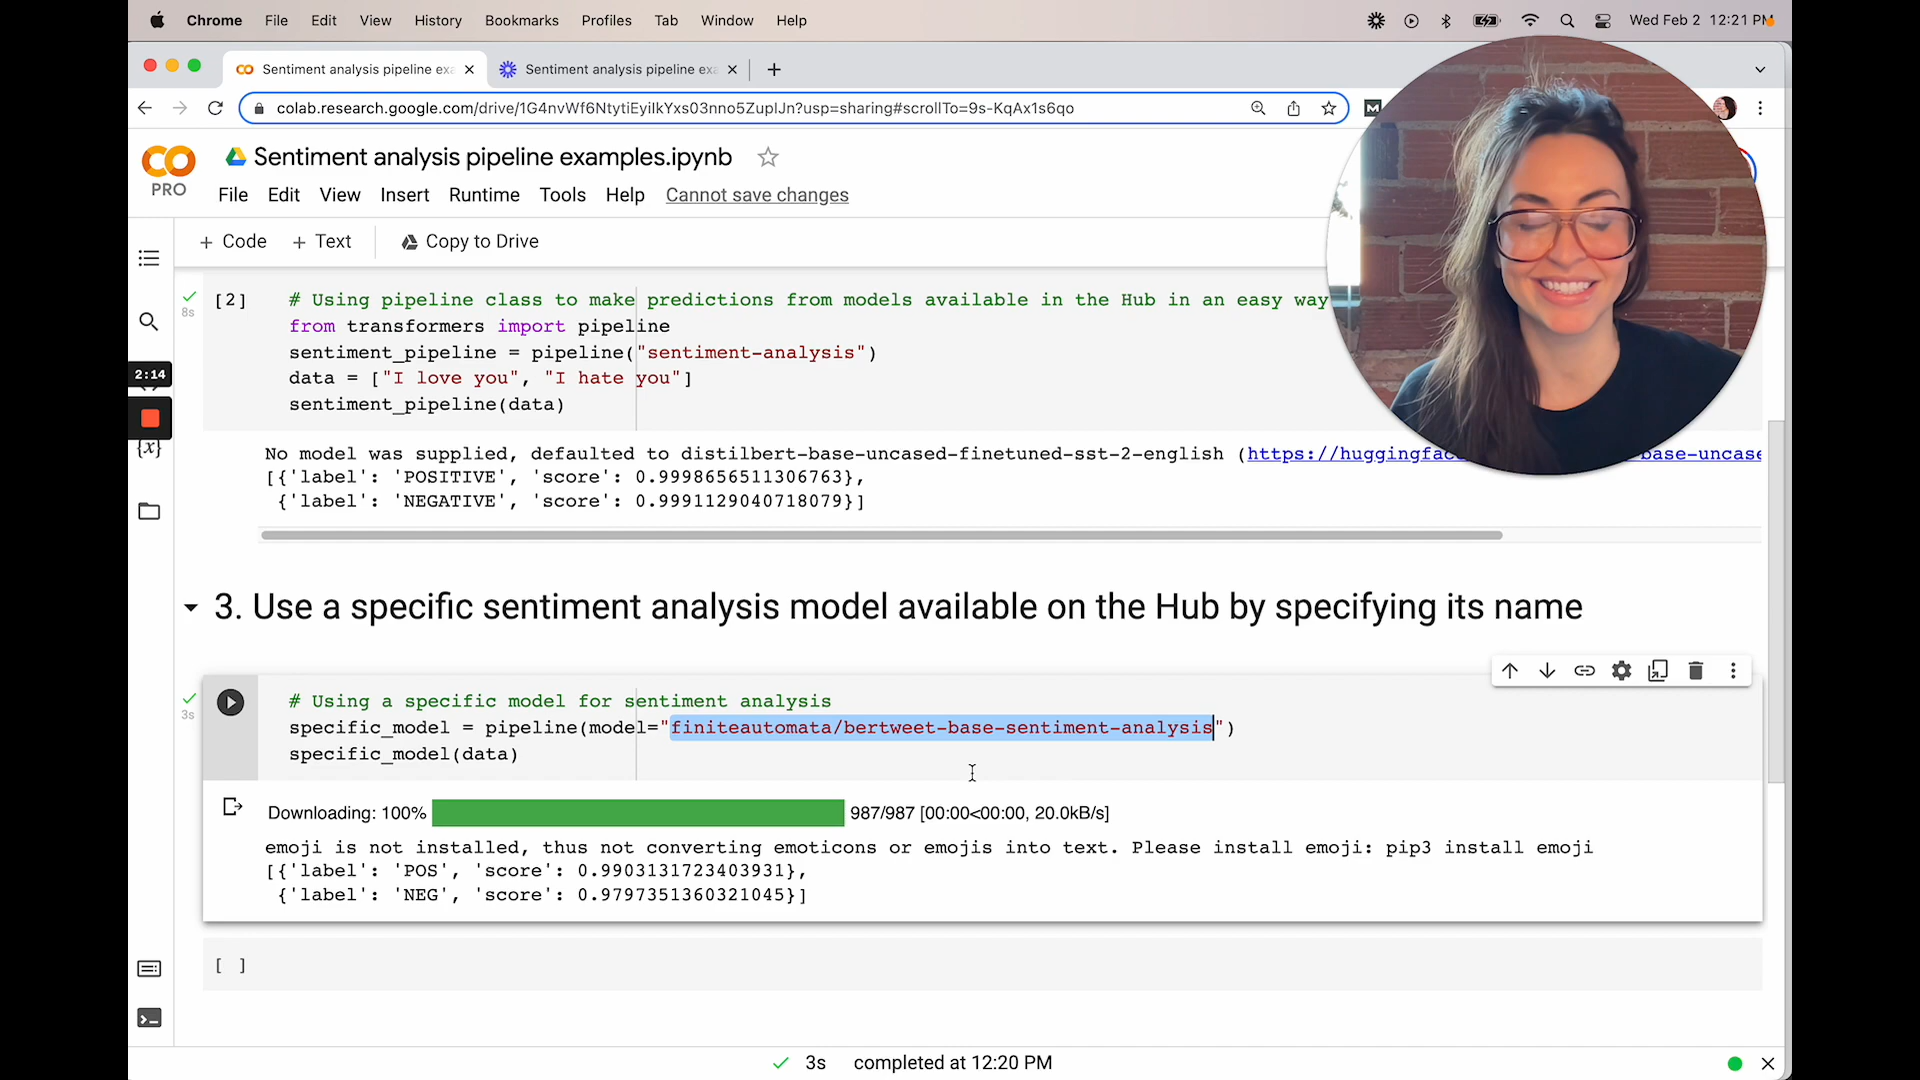 Chrome File Edit View History Bookmarks Profiles Tab Window Help Wed Feb 2 12:21 PM
Sentiment analysis pipeline exa Sentiment analysis pipeline exa
colab.research.google.com/drive/1G4nvWf6NtytiEyiIkYxs03nno5ZupIJn?usp=sharing#scrollTo=9s-KqAx1s6qo M
CO Sentiment analysis pipeline examples.ipynb
PRO
File Edit View Insert Runtime Tools Help Cannot save changes
+ Code + Text Copy to Drive
8s [2] # Using pipeline class to make predictions from models available in the Hub in an easy way
from transformers import pipeline
sentiment_pipeline = pipeline("sentiment-analysis")
data = ["I love you", "I hate you"]
sentiment_pipeline(data)
2:14
{x}
No model was supplied, defaulted to distilbert-base-uncased-finetuned-sst-2-english (https://huggingfac base-uncase
[{'label': 'POSITIVE', 'score': 0.9998656511306763},
{'label': 'NEGATIVE', 'score': 0.9991129040718079}]
3. Use a specific sentiment analysis model available on the Hub by specifying its name
3s # Using a specific model for sentiment analysis
specific_model = pipeline(model="finiteautomata/bertweet-base-sentiment-analysis")
specific_model(data)
Downloading: 100% 987/987 [00:00<00:00, 20.0kB/s]
emoji is not installed, thus not converting emoticons or emojis into text. Please install emoji: pip3 install emoji
[{'label': 'POS', 'score': 0.9903131723403931},
{'label': 'NEG', 'score': 0.9797351360321045}]
[ ]
3s completed at 12:20 PM